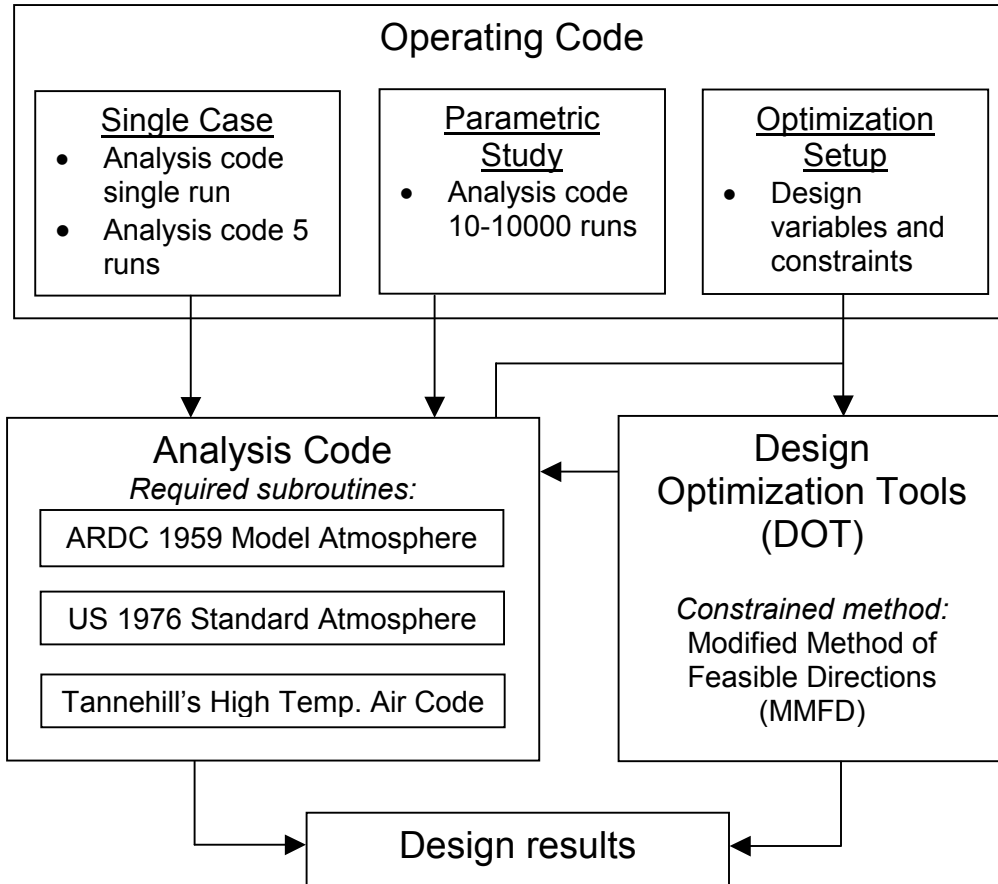 Operating Code
Single Case
• Analysis code
single run
• Analysis code 5
runs
Parametric
Study
• Analysis code
10-10000 runs
Optimization
Setup
• Design
variables and
constraints
Analysis Code
Required subroutines:
ARDC 1959 Model Atmosphere
US 1976 Standard Atmosphere
Tannehill’s High Temp. Air Code
Design
Optimization Tools
(DOT)
Constrained method:
Modified Method of
Feasible Directions
(MMFD)
Design results